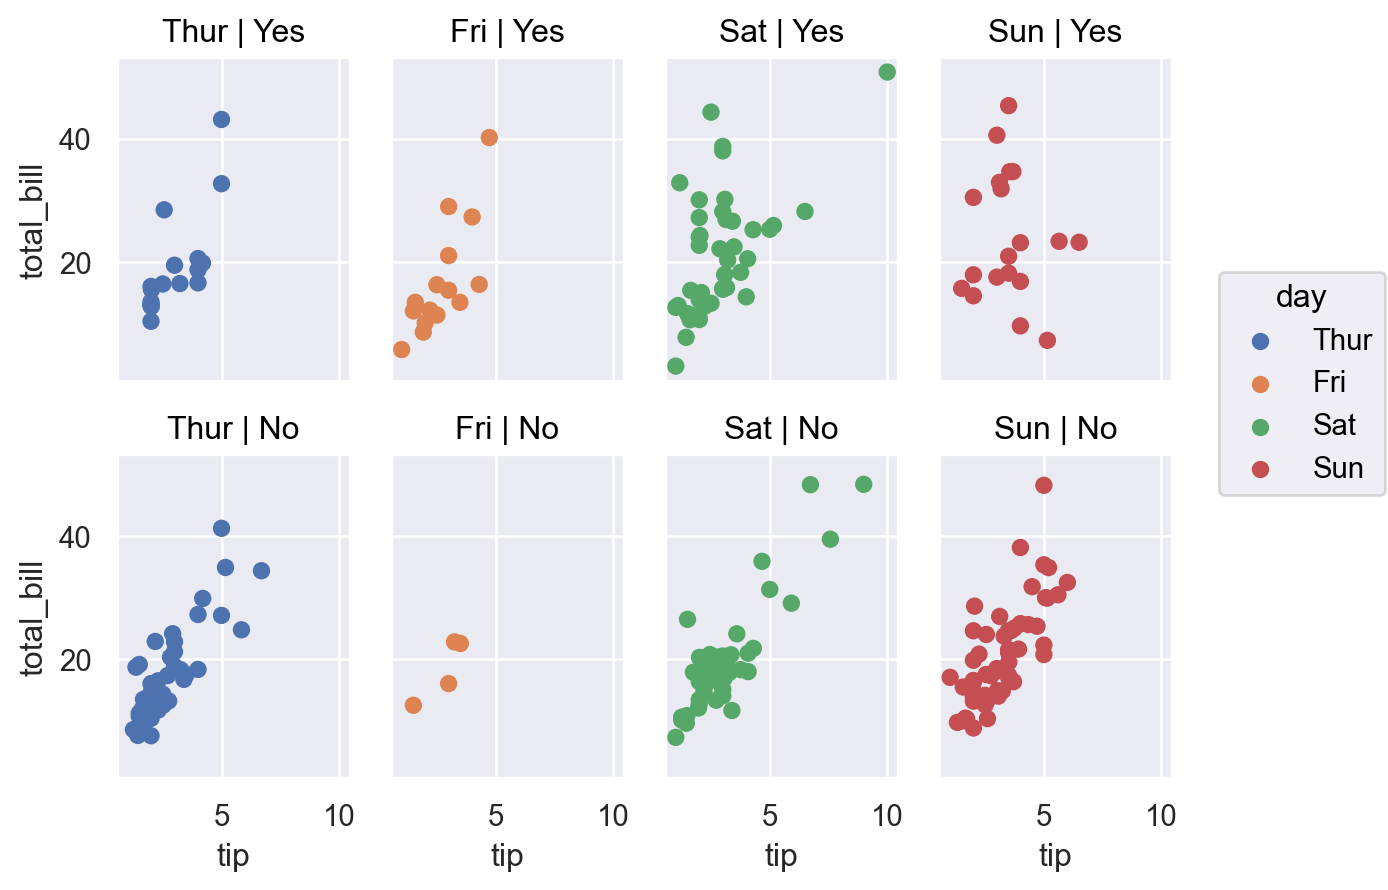 Thur | Yes
Fri | Yes
Sat | Yes
Sun | Yes
total_bill
40
20
day
Thur
Fri
Sat
Sun
Thur | No
Fri | No
Sat | No
Sun | No
total_bill
40
20
5
10
5
10
5
10
5
10
tip
tip
tip
tip